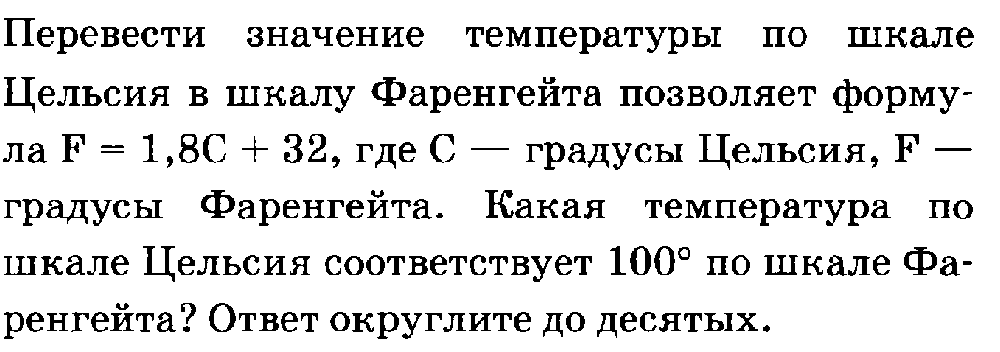 Перевести значение температуры по шкале
Цельсия в шкалу Фаренгейта позволяет форму-
ла F = 1,8C + 32, где C — градусы Цельсия, F —
градусы Фаренгейта. Какая температура по
шкале Цельсия соответствует 100° по шкале Фа-
ренгейта? Ответ округлите до десятых.